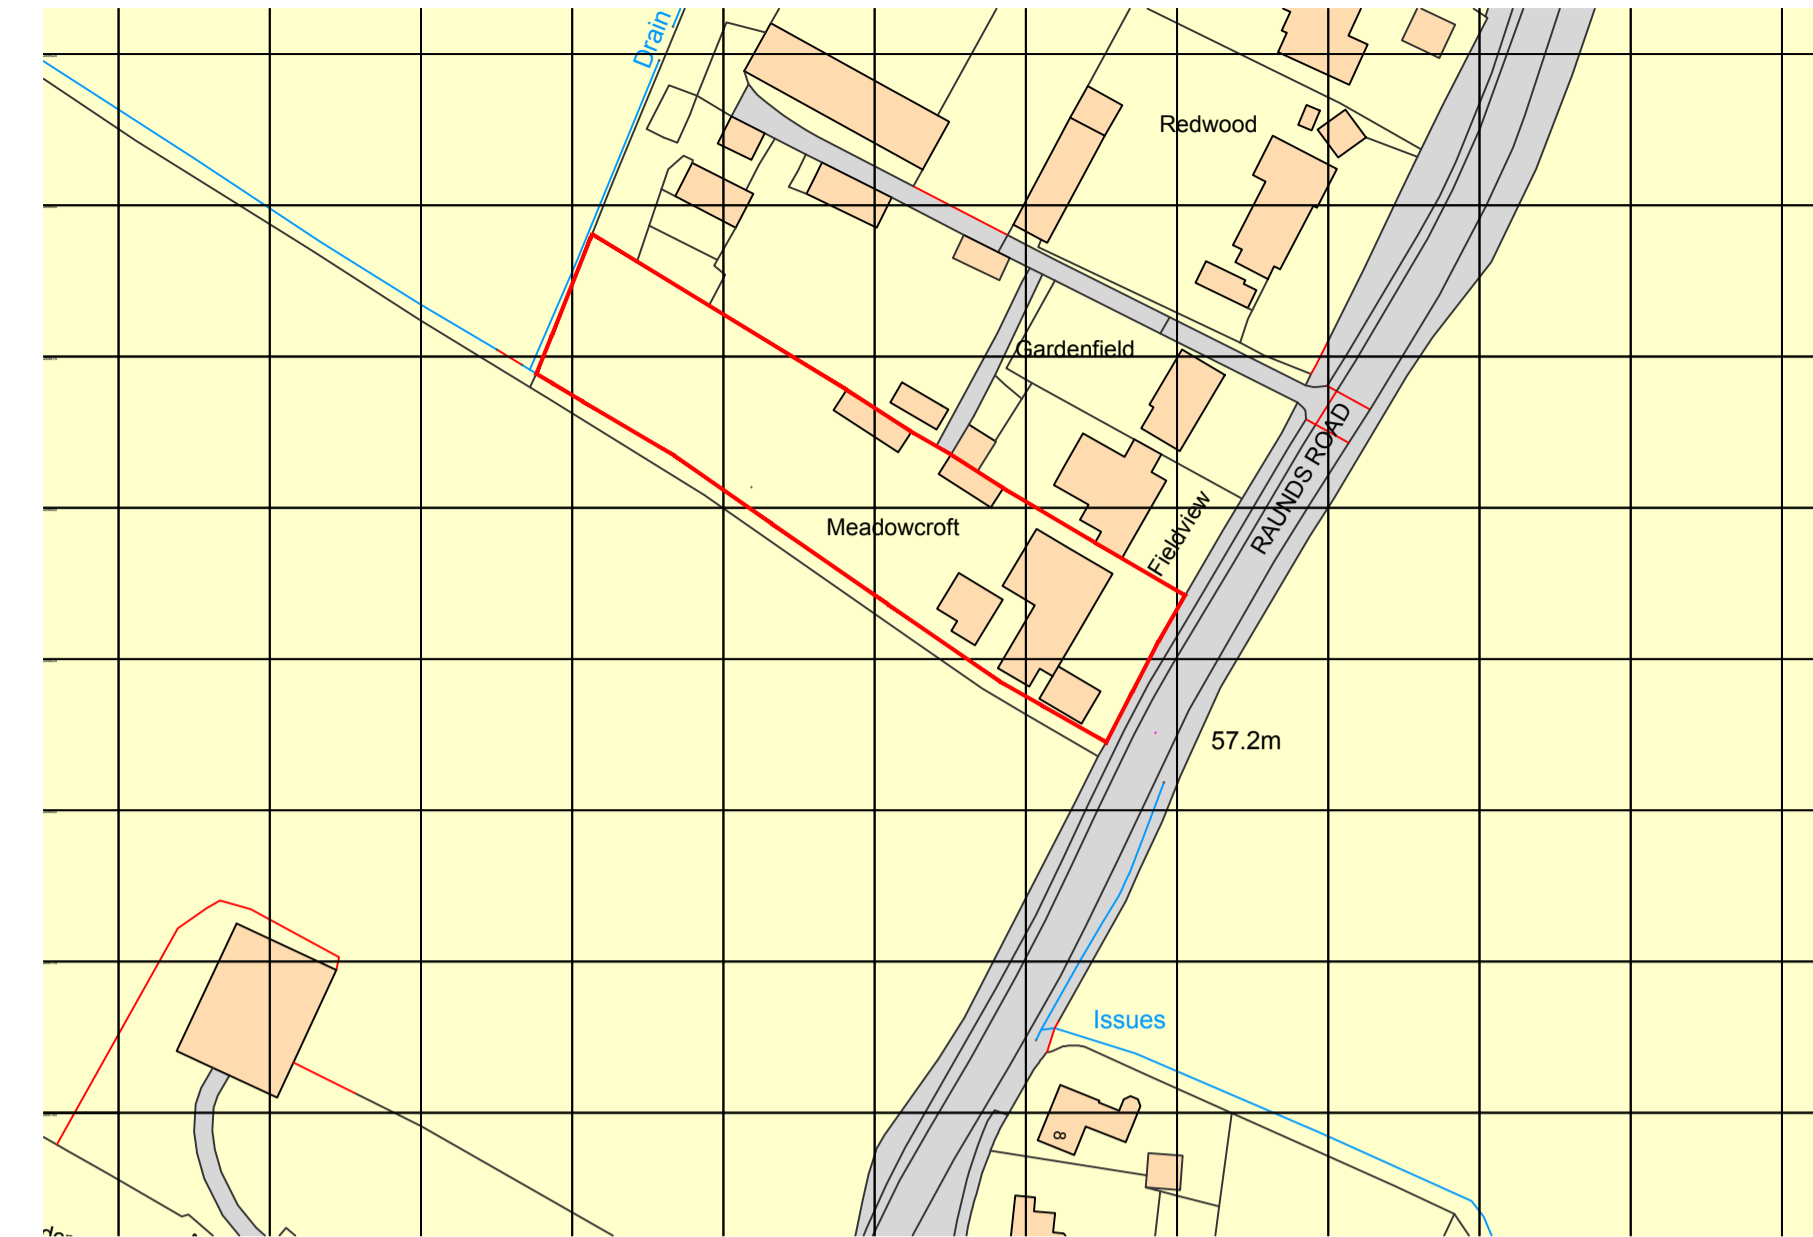 Drain
Redwood
Gardenfield
RAUNDS ROAD
Fieldview
Meadowcroft
57.2m
Issues
8